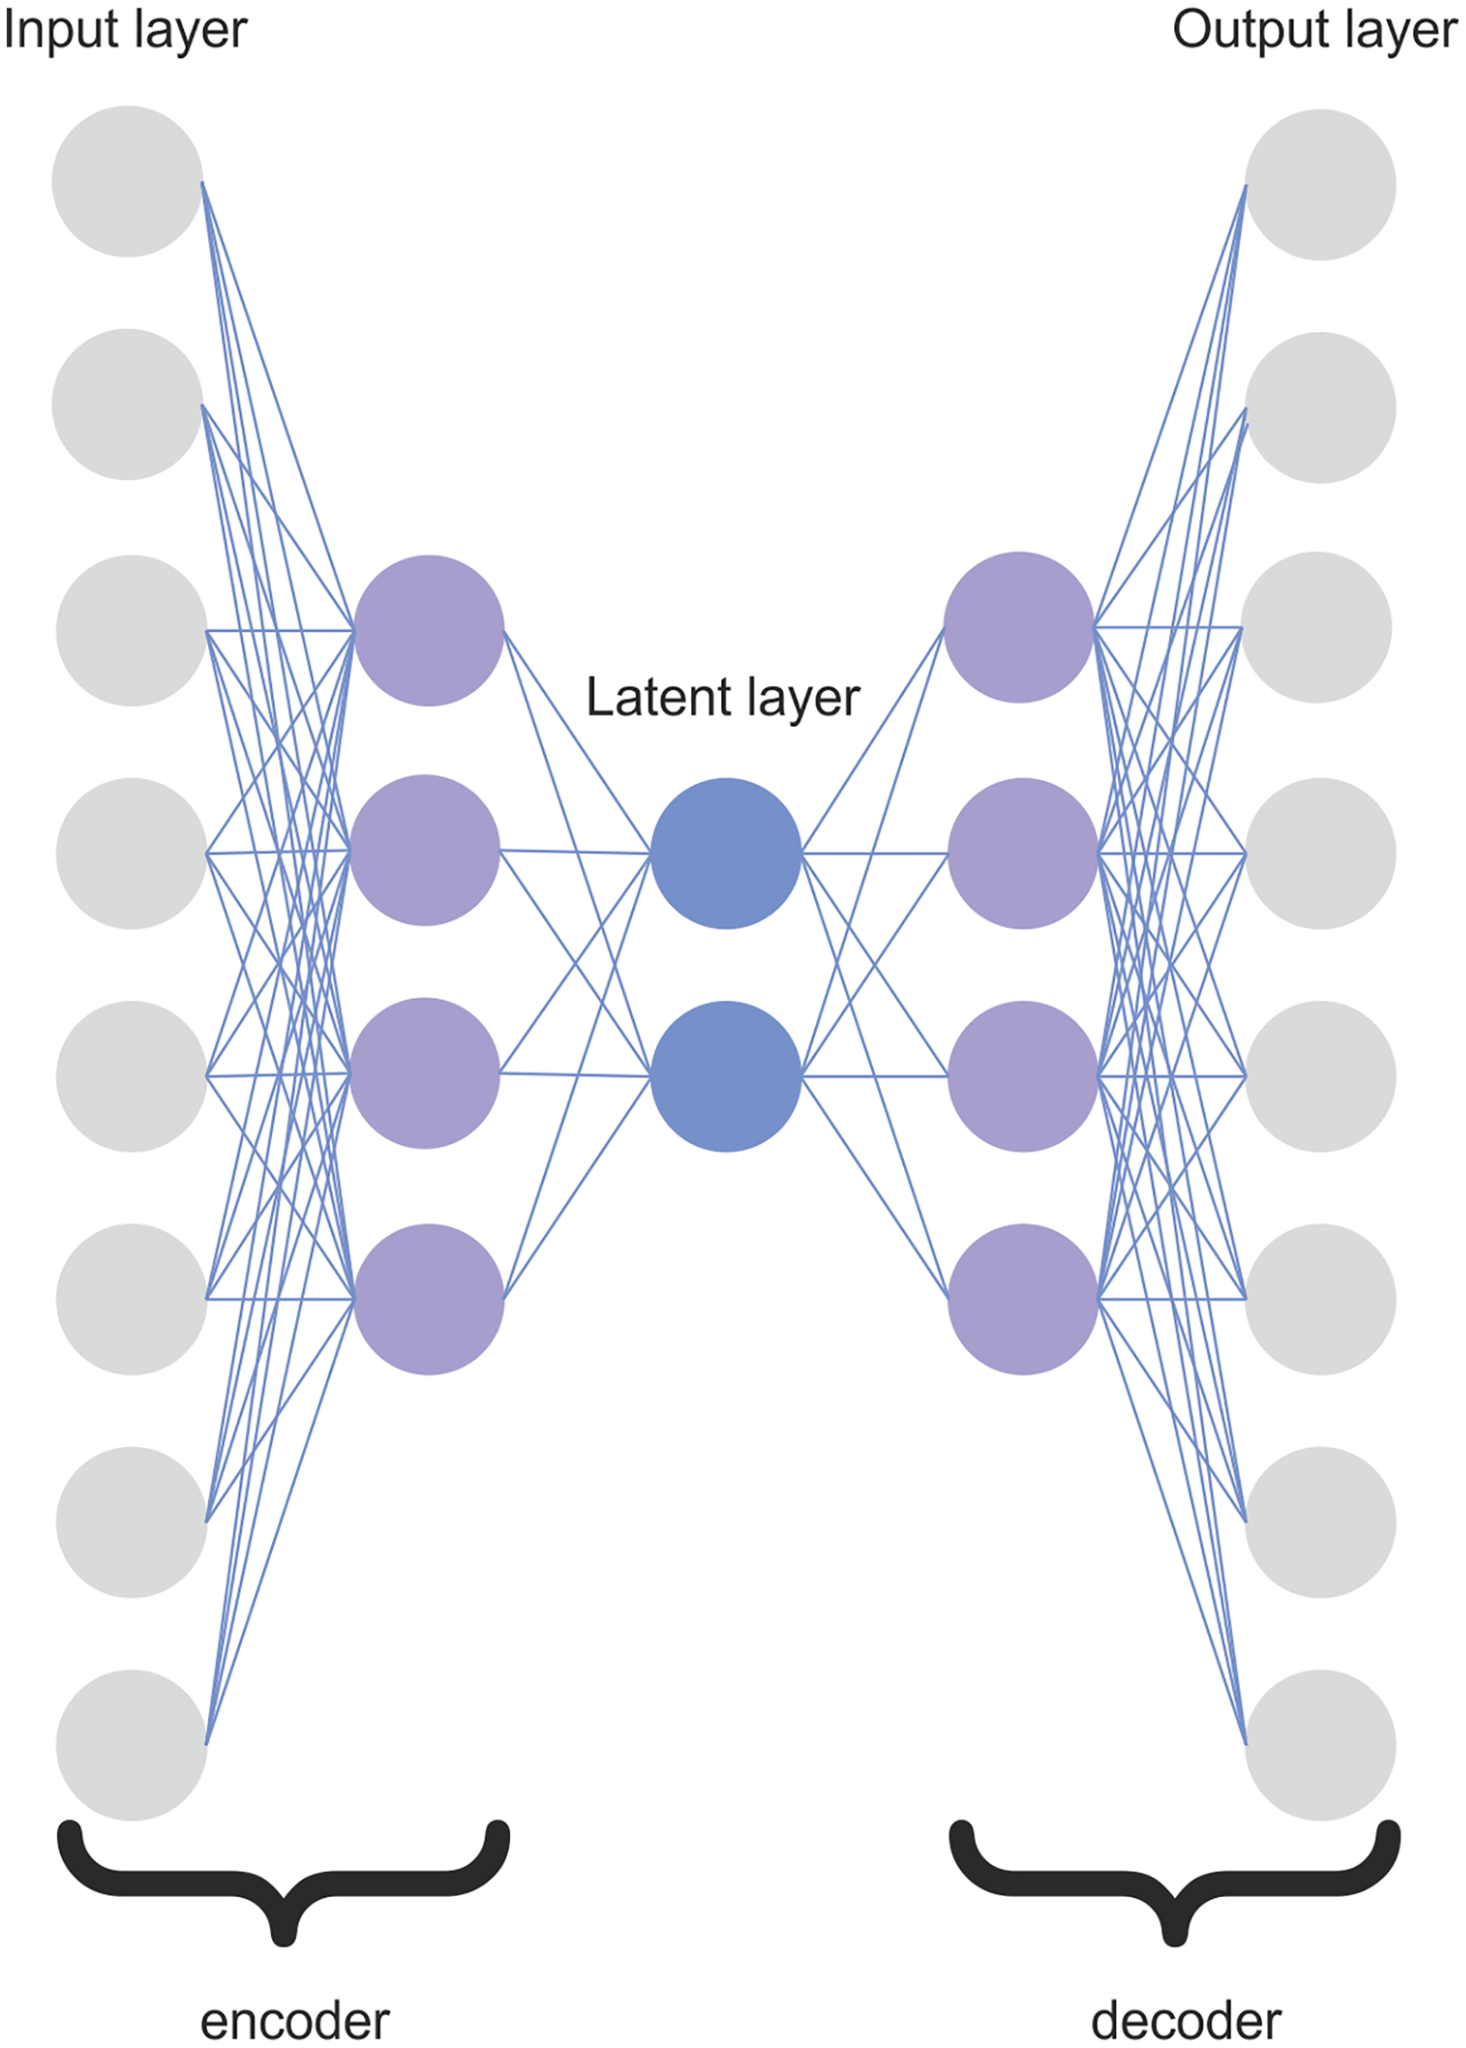 Input layer
Output layer
Latent layer
encoder
decoder